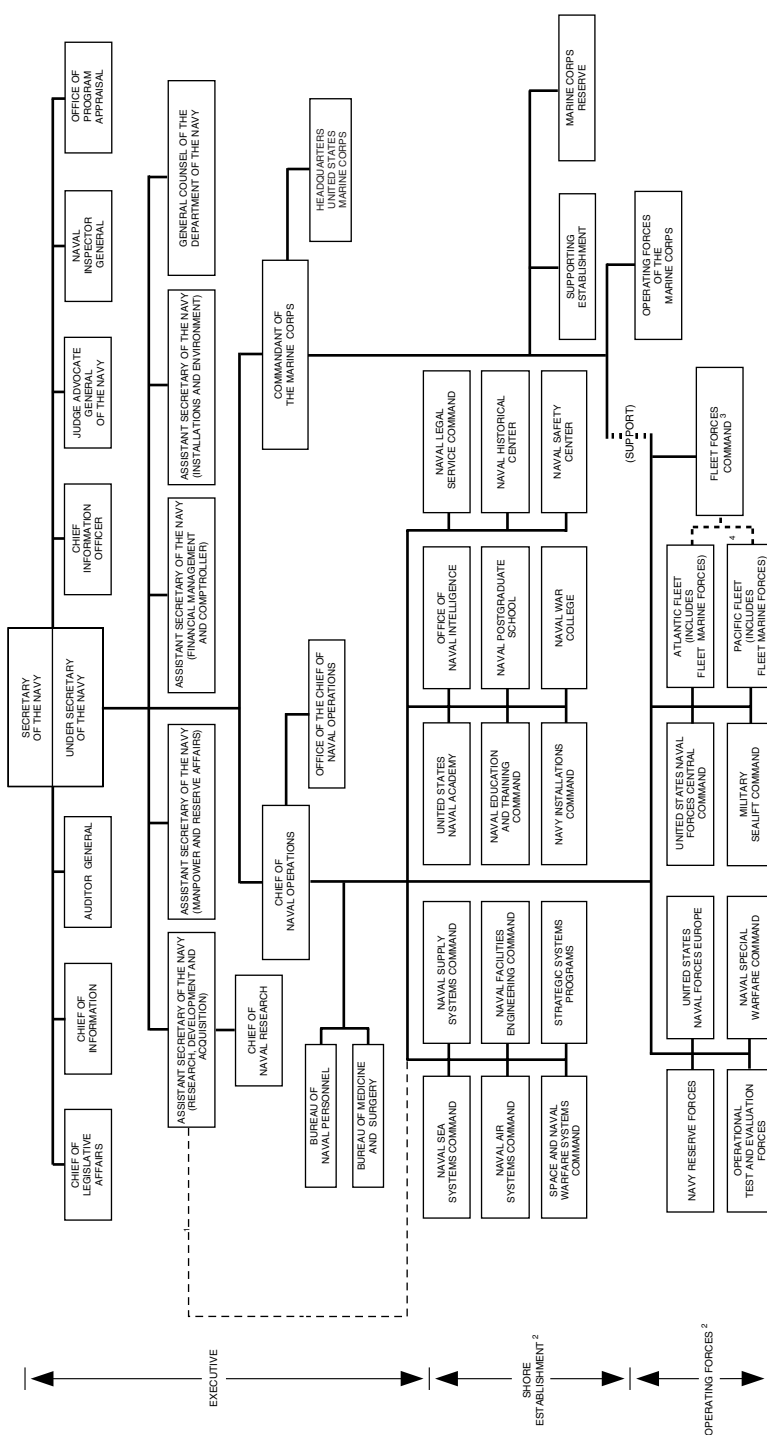 SECRETARY
OF THE NAVY
UNDER SECRETARY
OF THE NAVY
CHIEF OF
LEGISLATIVE
AFFAIRS
CHIEF OF
INFORMATION
AUDITOR GENERAL
CHIEF
INFORMATION
OFFICER
JUDGE ADVOCATE
GENERAL
OF THE NAVY
NAVAL
INSPECTOR
GENERAL
OFFICE OF
PROGRAM
APPRAISAL
ASSISTANT SECRETARY OF THE NAVY
(RESEARCH, DEVELOPMENT AND
ACQUISITION)
ASSISTANT SECRETARY OF THE NAVY
(MANPOWER AND RESERVE AFFAIRS)
ASSISTANT SECRETARY OF THE NAVY
(FINANCIAL MANAGEMENT
AND COMPTROLLER)
ASSISTANT SECRETARY OF THE NAVY
(INSTALLATIONS AND ENVIRONMENT)
GENERAL COUNSEL OF THE
DEPARTMENT OF THE NAVY
1
EXECUTIVE
CHIEF OF
NAVAL RESEARCH
CHIEF OF
NAVAL OPERATIONS
OFFICE OF THE CHIEF OF
NAVAL OPERATIONS
COMMANDANT OF
THE MARINE CORPS
HEADQUARTERS
UNITED STATES
MARINE CORPS
BUREAU OF
NAVAL PERSONNEL
BUREAU OF MEDICINE
AND SURGERY
SHORE
ESTABLISHMENT 2
NAVAL SEA
SYSTEMS COMMAND
NAVAL SUPPLY
SYSTEMS COMMAND
UNITED STATES
NAVAL ACADEMY
OFFICE OF
NAVAL INTELLIGENCE
NAVAL LEGAL
SERVICE COMMAND
NAVAL AIR
SYSTEMS COMMAND
NAVAL FACILITIES
ENGINEERING COMMAND
NAVAL EDUCATION
AND TRAINING
COMMAND
NAVAL POSTGRADUATE
SCHOOL
NAVAL HISTORICAL
CENTER
SPACE AND NAVAL
WARFARE SYSTEMS
COMMAND
STRATEGIC SYSTEMS
PROGRAMS
NAVY INSTALLATIONS
COMMAND
NAVAL WAR
COLLEGE
NAVAL SAFETY
CENTER
SUPPORTING
ESTABLISHMENT
MARINE CORPS
RESERVE
(SUPPORT)
OPERATING FORCES
OF THE
MARINE CORPS
OPERATING FORCES 2
NAVY RESERVE FORCES
UNITED STATES
NAVAL FORCES EUROPE
UNITED STATES NAVAL
FORCES CENTRAL
COMMAND
ATLANTIC FLEET
(INCLUDES
FLEET MARINE FORCES)
FLEET FORCES
COMMAND 3
4
OPERATIONAL
TEST AND EVALUATION
FORCES
NAVAL SPECIAL
WARFARE COMMAND
MILITARY
SEALIFT COMMAND
PACIFIC FLEET
(INCLUDES
FLEET MARINE FORCES)